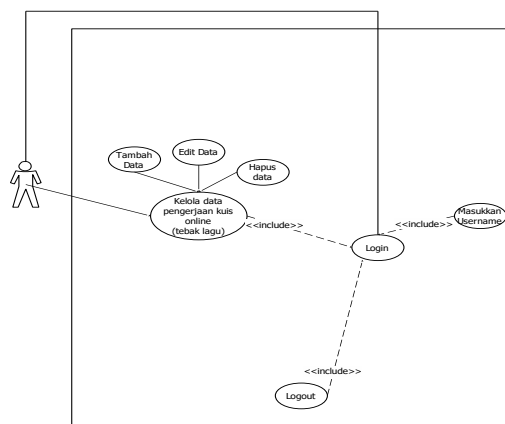 Tambah
Data
Edit Data
Hapus
data
Kelola data
pengerjaan kuis
online
(tebak lagu)
<<include>>
Login
<<include>>
Masukkan
Username
<<include>>
Logout